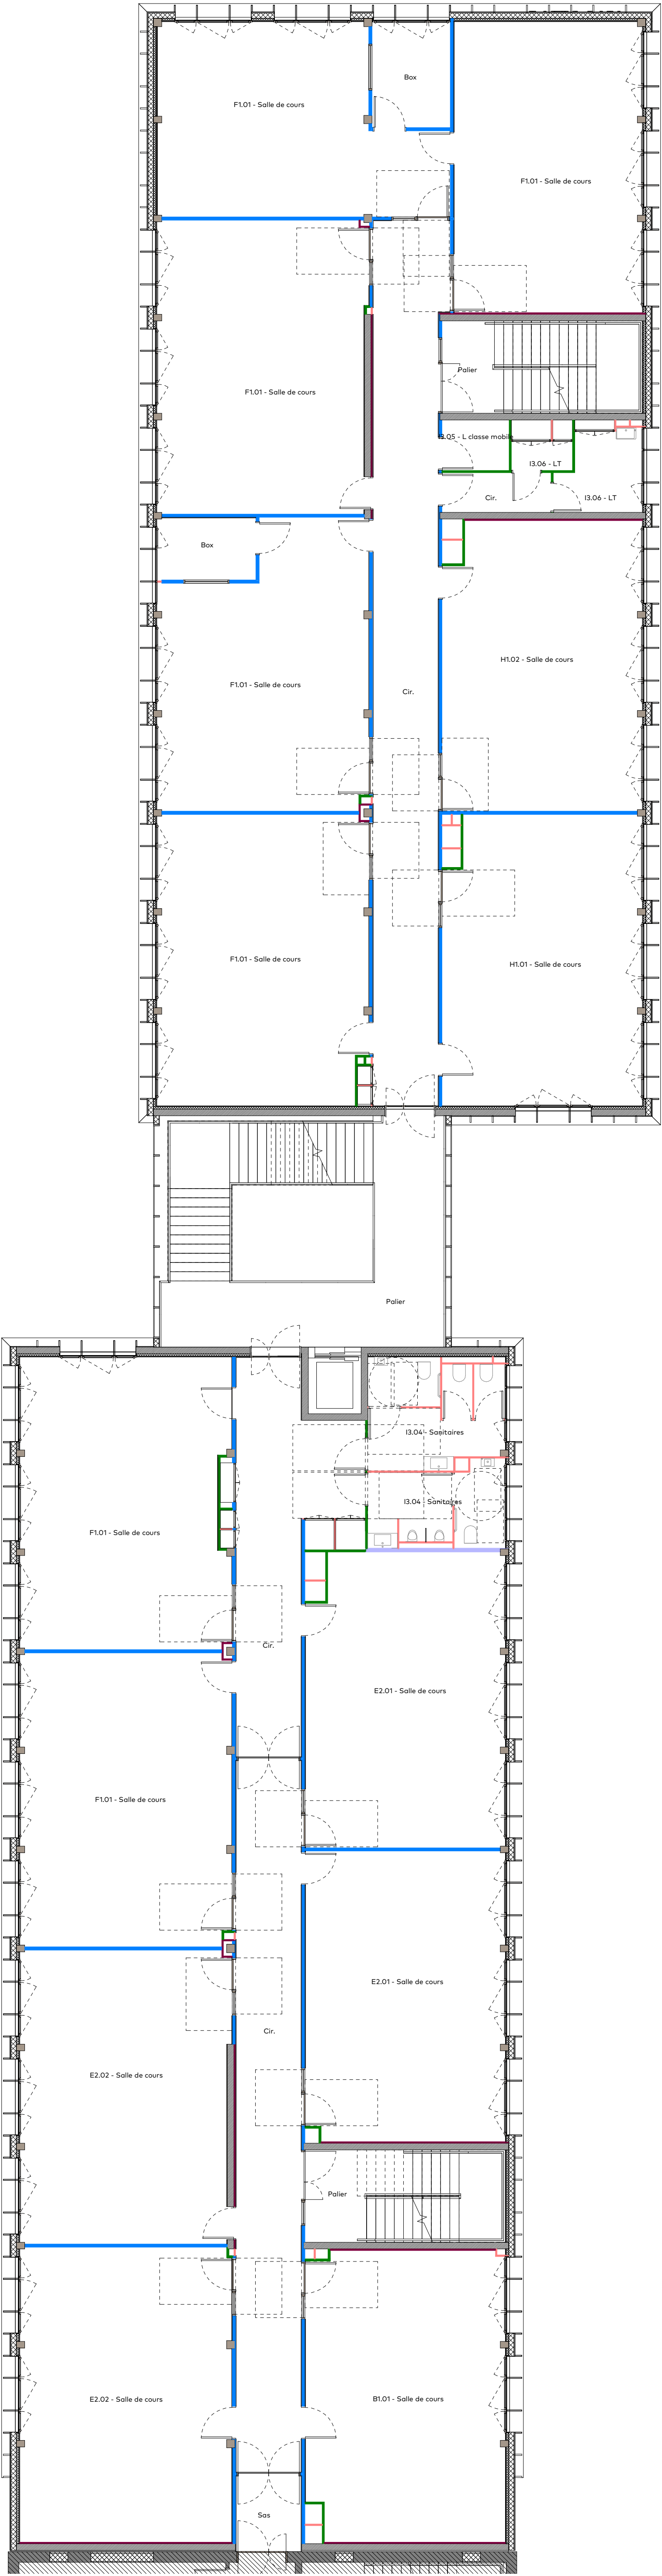 Box
F1.01 - Salle de cours
F1.01 - Salle de cours
Palier
F1.01 - Salle de cours
I3.05 - L classe mobile
I3.06 - LT
Cir.
I3.06 - LT
Box
H1.02 - Salle de cours
F1.01 - Salle de cours
Cir.
F1.01 - Salle de cours
H1.01 - Salle de cours
Palier
I3.04 - Sanitaires
I3.04 - Sanitaires
F1.01 - Salle de cours
Cir.
E2.01 - Salle de cours
F1.01 - Salle de cours
E2.01 - Salle de cours
Cir.
E2.02 - Salle de cours
Palier
E2.02 - Salle de cours
B1.01 - Salle de cours
Sas